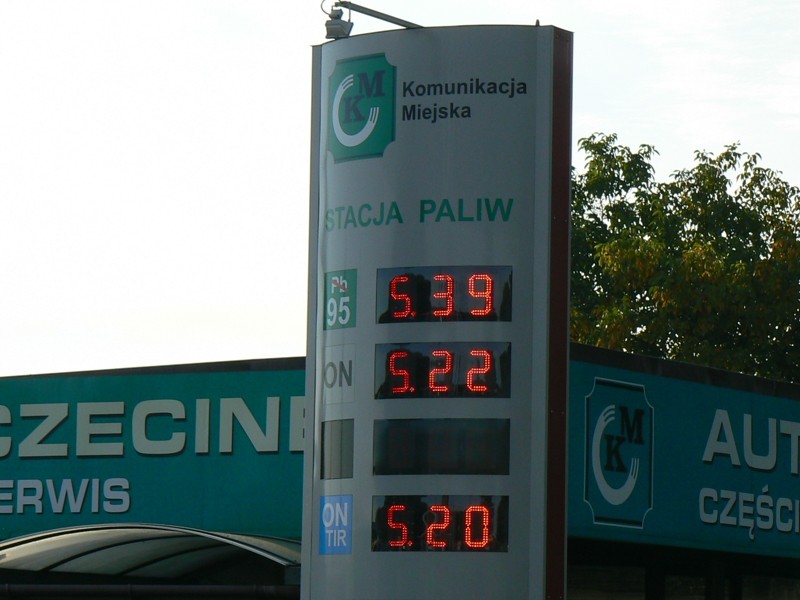 KM
Komunikacja
Miejska
STACJA PALIW
Pb
95
5.39
ON
5.22
ON
TIR
5.20
CZECINE
ERWIS
KM
AUT
CZĘŚCI